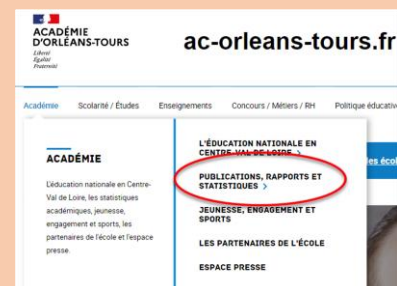 ACADÉMIE
D'ORLÉANS-TOURS
Liberté
Égalité
Fraternité
ac-orleans-tours.fr
Académie Scolarité / Études Enseignements Concours / Métiers / RH Politique éducative
ACADÉMIE
L'éducation nationale en Centre-
Val de Loire, les statistiques
académiques, jeunesse,
engagement et sports, les
partenaires de l'école et l'espace
presse.
L'ÉDUCATION NATIONALE EN
CENTRE-VAL DE LOIRE >
PUBLICATIONS, RAPPORTS ET
STATISTIQUES >
JEUNESSE, ENGAGEMENT ET
SPORTS
LES PARTENAIRES DE L'ÉCOLE
ESPACE PRESSE
les écol